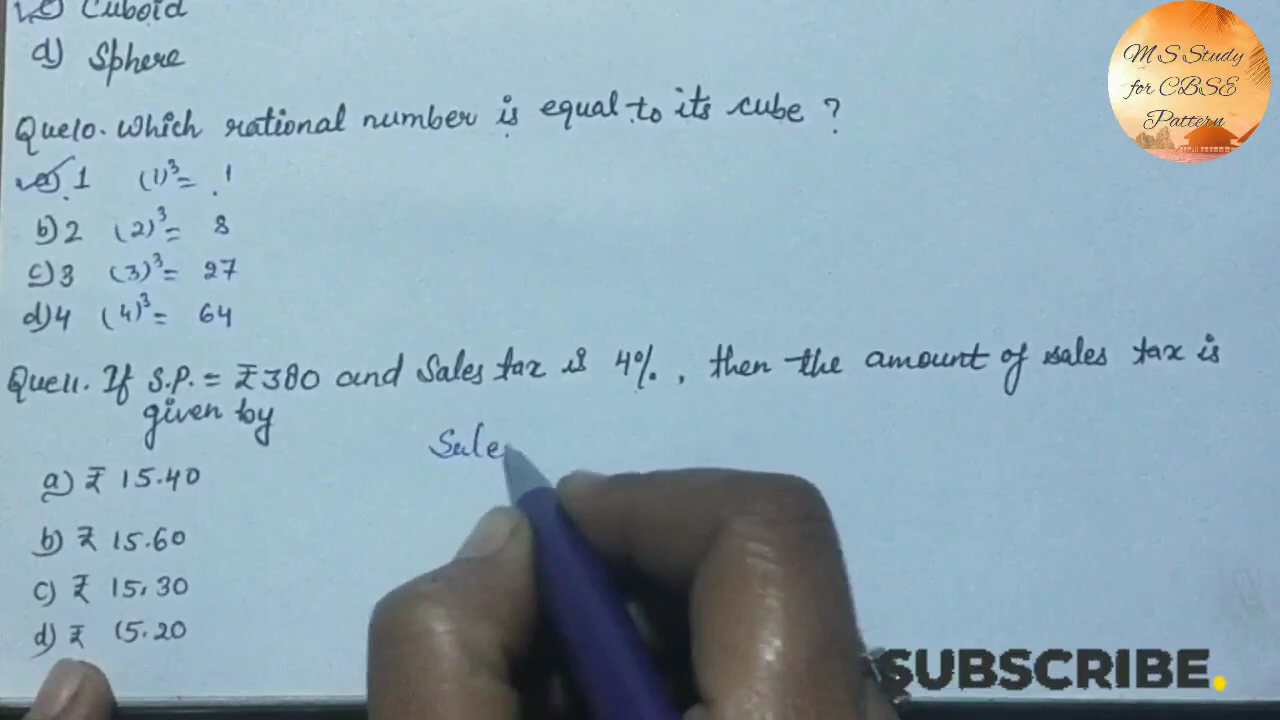 c) Cuboid
d) Sphere
Que10. Which rational number is equal to its cube ?
a) 1 (1)³ = 1
b) 2 (2)³ = 8
c) 3 (3)³ = 27
d) 4 (4)³ = 64
Que11. If S.P. = ₹380 and Sales tax is 4%, then the amount of sales tax is
given by
Sale
a) ₹ 15.40
b) ₹ 15.60
c) ₹ 15.30
d) ₹ 15.20
M S Study
for CBSE
Pattern
SUBSCRIBE.